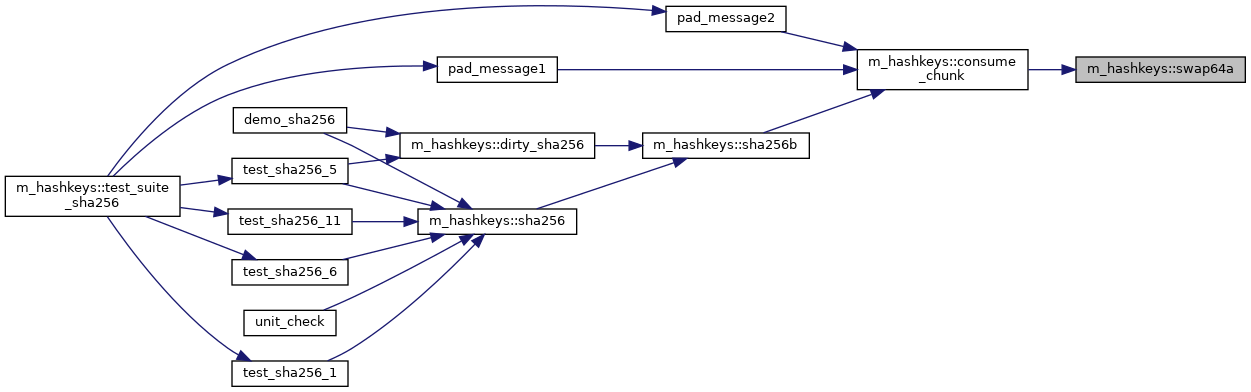 pad_message2
m_hashkeys::consume
_chunk
m_hashkeys::swap64a
pad_message1
demo_sha256
m_hashkeys::dirty_sha256
m_hashkeys::sha256b
test_sha256_5
m_hashkeys::test_suite
_sha256
test_sha256_11
m_hashkeys::sha256
test_sha256_6
unit_check
test_sha256_1